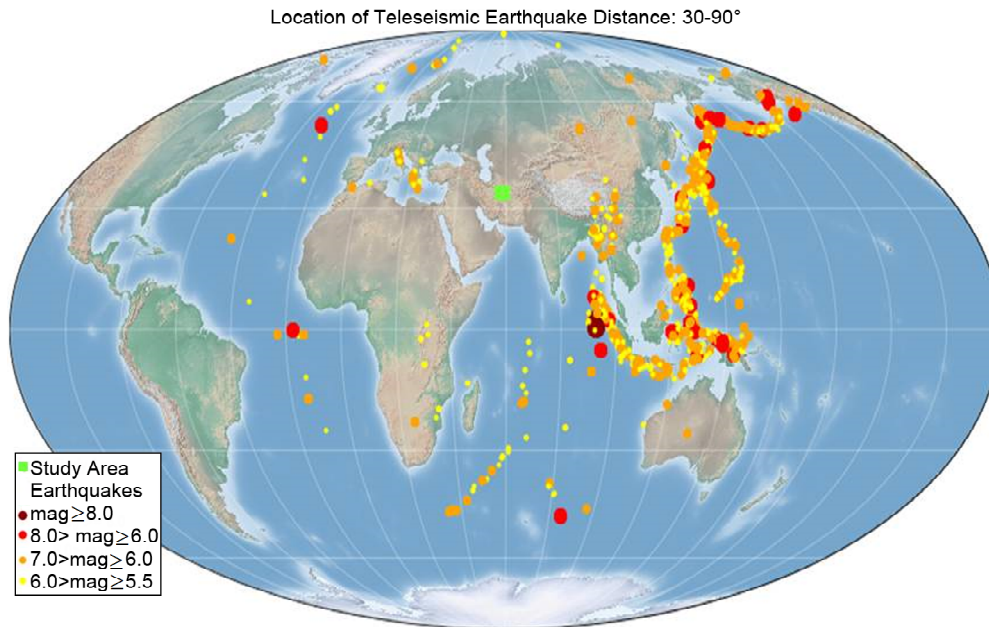 Location of Teleseismic Earthquake Distance: 30-90°
Study Area
Earthquakes
mag≥8.0
8.0> mag≥6.0
7.0>mag≥6.0
6.0>mag≥5.5